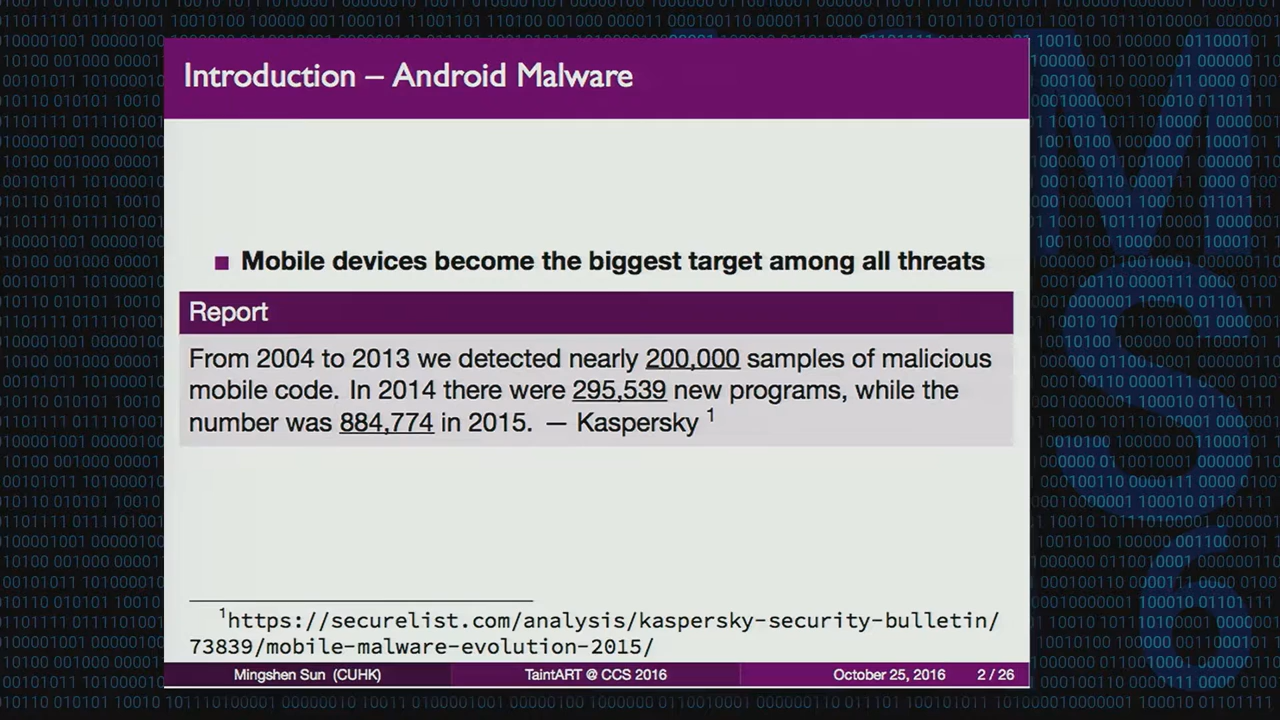 Introduction – Android Malware
■ Mobile devices become the biggest target among all threats
Report
From 2004 to 2013 we detected nearly 200,000 samples of malicious
mobile code. In 2014 there were 295,539 new programs, while the
number was 884,774 in 2015. — Kaspersky 1
1https://securelist.com/analysis/kaspersky-security-bulletin/
73839/mobile-malware-evolution-2015/
Mingshen Sun (CUHK) TaintART @ CCS 2016 October 25, 2016 2 / 26